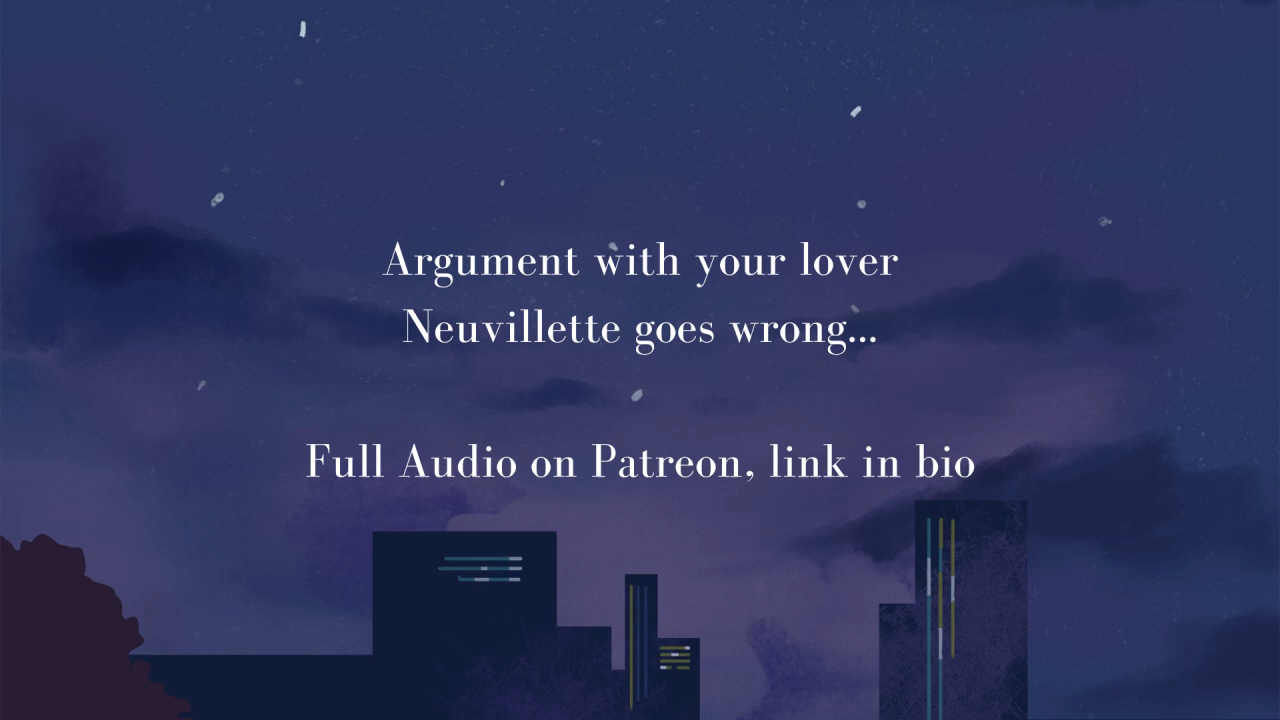 Argument with your lover
Neuvillette goes wrong...
Full Audio on Patreon, link in bio